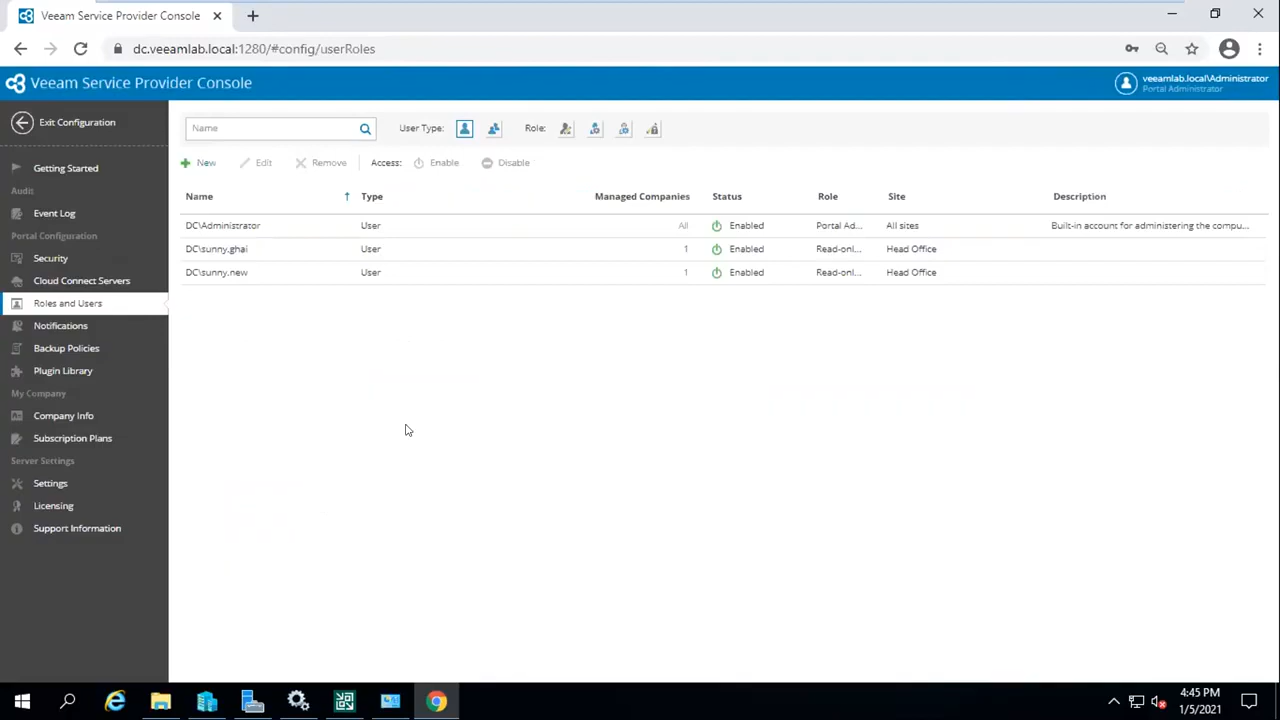 Veeam Service Provider Console
dc.veeamlab.local:1280/#config/userRoles
Veeam Service Provider Console
veeamlab.local\Administrator
Portal Administrator
Exit Configuration
Name
User Type:
Role:
New
Edit
Remove
Access:
Enable
Disable
Getting Started
Audit
Event Log
Portal Configuration
Security
Cloud Connect Servers
Roles and Users
Notifications
Backup Policies
Plugin Library
My Company
Company Info
Subscription Plans
Server Settings
Settings
Licensing
Support Information
Name Type Managed Companies Status Role Site Description
DC\Administrator User All Enabled Portal Ad... All sites Built-in account for administering the compu...
DC\sunny.ghai User 1 Enabled Read-onl... Head Office
DC\sunny.new User 1 Enabled Read-onl... Head Office
4:45 PM
1/5/2021